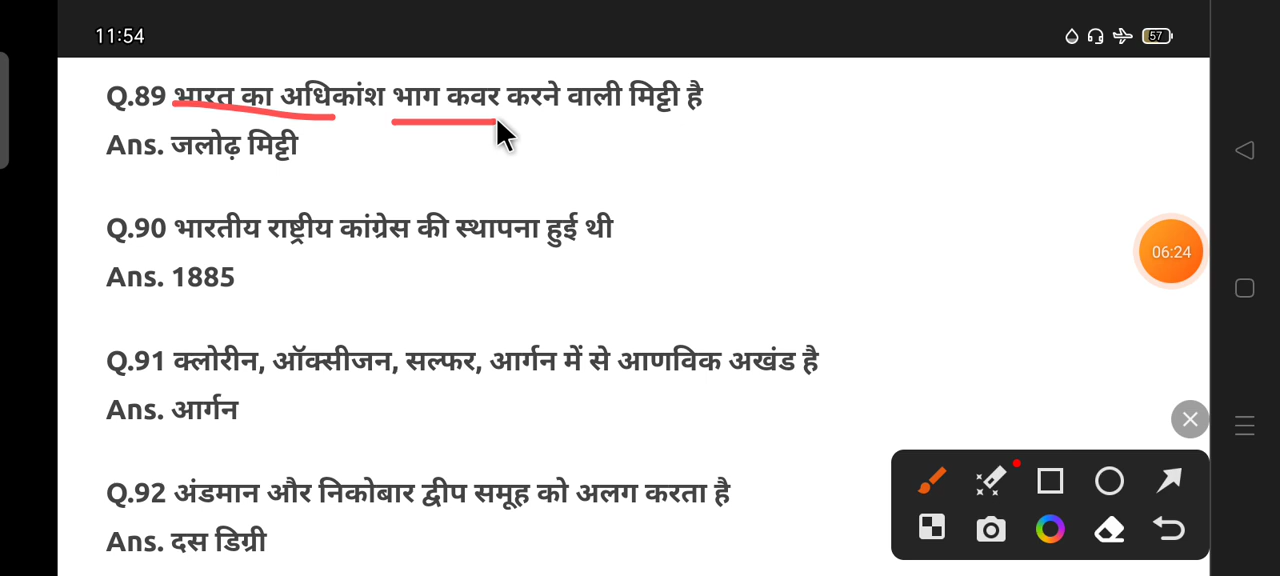 11:54
57
Q.89 भारत का अधिकांश भाग कवर करने वाली मिट्टी है
Ans. जलोढ़ मिट्टी
Q.90 भारतीय राष्ट्रीय कांग्रेस की स्थापना हुई थी
Ans. 1885
06:24
Q.91 क्लोरीन, ऑक्सीजन, सल्फर, आर्गन में से आणविक अखंड है
Ans. आर्गन
Q.92 अंडमान और निकोबार द्वीप समूह को अलग करता है
Ans. दस डिग्री